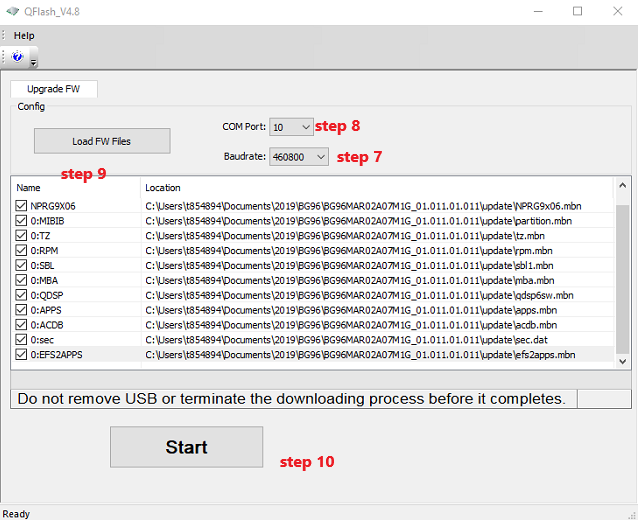 QFlash_V4.8
Help
Upgrade FW
Config
Load FW Files
COM Port: 10 step 8
Baudrate: 460800 step 7
step 9
Name Location
NPRG9X06 C:\Users\t854894\Documents\2019\BG96\BG96MAR02A07M1G_01.011.01.011\update\NPRG9x06.mbn
0:MIBIB C:\Users\t854894\Documents\2019\BG96\BG96MAR02A07M1G_01.011.01.011\update\partition.mbn
0:TZ C:\Users\t854894\Documents\2019\BG96\BG96MAR02A07M1G_01.011.01.011\update\tz.mbn
0:RPM C:\Users\t854894\Documents\2019\BG96\BG96MAR02A07M1G_01.011.01.011\update\rpm.mbn
0:SBL C:\Users\t854894\Documents\2019\BG96\BG96MAR02A07M1G_01.011.01.011\update\sbl1.mbn
0:MBA C:\Users\t854894\Documents\2019\BG96\BG96MAR02A07M1G_01.011.01.011\update\mba.mbn
0:QDSP C:\Users\t854894\Documents\2019\BG96\BG96MAR02A07M1G_01.011.01.011\update\qdsp6sw.mbn
0:APPS C:\Users\t854894\Documents\2019\BG96\BG96MAR02A07M1G_01.011.01.011\update\apps.mbn
0:ACDB C:\Users\t854894\Documents\2019\BG96\BG96MAR02A07M1G_01.011.01.011\update\acdb.mbn
0:sec C:\Users\t854894\Documents\2019\BG96\BG96MAR02A07M1G_01.011.01.011\update\sec.dat
0:EFS2APPS C:\Users\t854894\Documents\2019\BG96\BG96MAR02A07M1G_01.011.01.011\update\efs2apps.mbn
Do not remove USB or terminate the downloading process before it completes.
Start
step 10
Ready